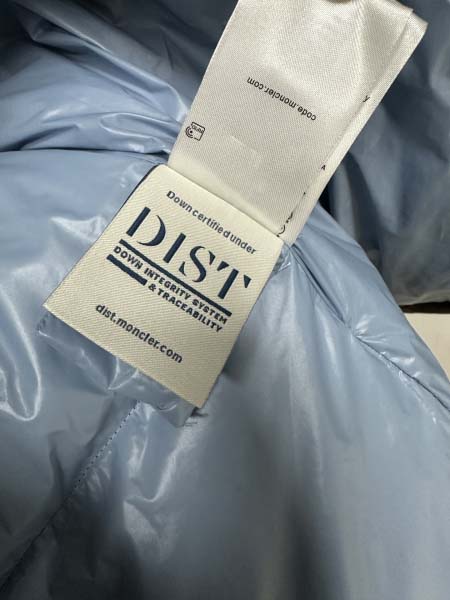 code.moncler.com
Down certified under
DIST
DOWN INTEGRITY SYSTEM
& TRACEABILITY
dist.moncler.com